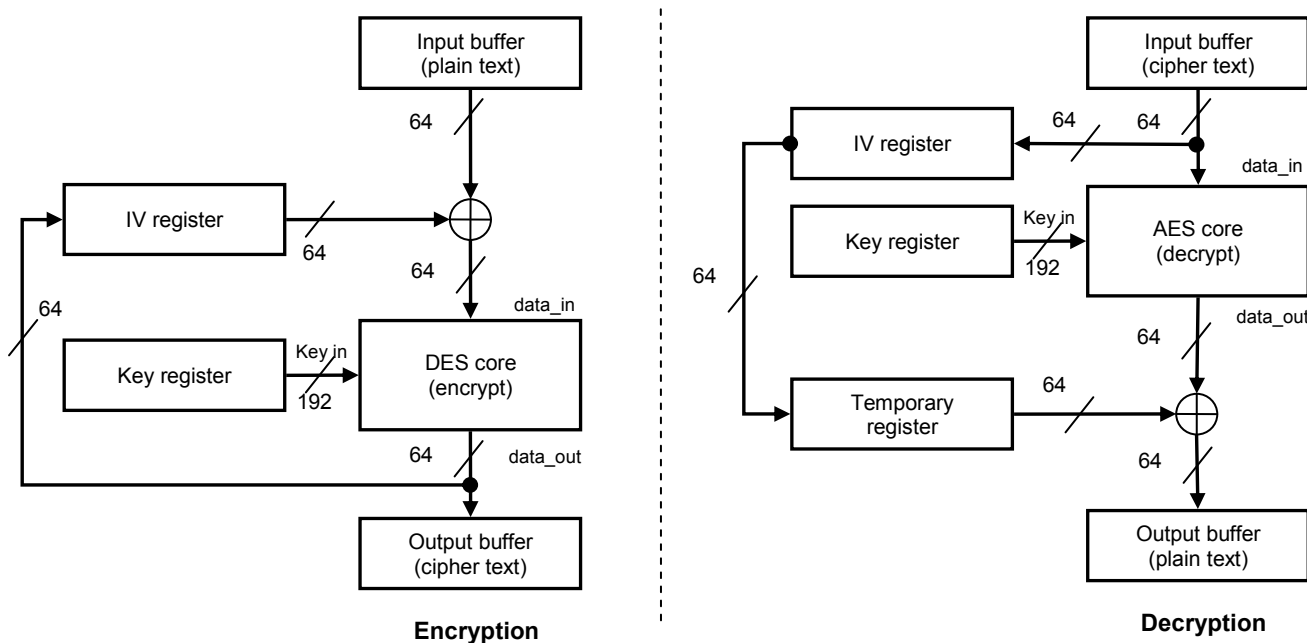 Input buffer
(plain text)
64
IV register
64
64
64
data_in
Key register
Key in
192
DES core
(encrypt)
64
data_out
Output buffer
(cipher text)
Encryption
Input buffer
(cipher text)
64
64
IV register
data_in
Key register
Key in
192
AES core
(decrypt)
64
data_out
64
Temporary
register
64
64
Output buffer
(plain text)
Decryption